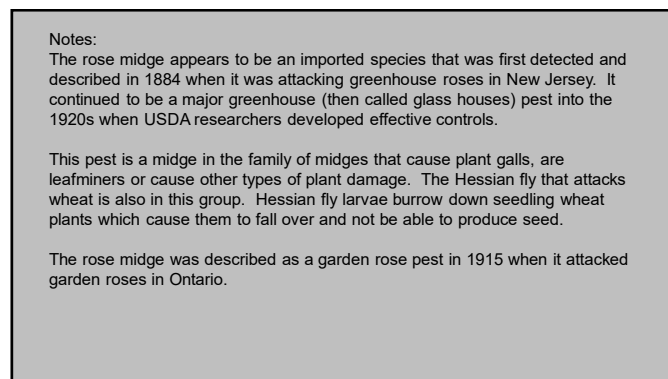 Notes:
The rose midge appears to be an imported species that was first detected and
described in 1884 when it was attacking greenhouse roses in New Jersey.  It
continued to be a major greenhouse (then called glass houses) pest into the
1920s when USDA researchers developed effective controls.

This pest is a midge in the family of midges that cause plant galls, are
leafminers or cause other types of plant damage.  The Hessian fly that attacks
wheat is also in this group.  Hessian fly larvae burrow down seedling wheat
plants which cause them to fall over and not be able to produce seed.

The rose midge was described as a garden rose pest in 1915 when it attacked
garden roses in Ontario.